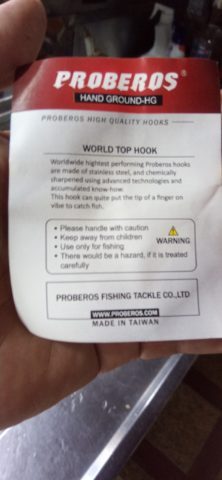 PROBEROS®
HAND GROUND-HG
PROBEROS HIGH QUALITY HOOKS
WORLD TOP HOOK
Worldwide hightest performing Proberos hooks
are made of stainless steel, and chemically
sharpened using advanced technologies and
accumulated know-how.
This hook can quite put the tip of a finger on
vibe to catch fish.
• Please handle with caution
• Keep away from children
• Use only for fishing
• There would be a hazard, if it is treated
carefully
WARNING
PROBEROS FISHING TACKLE CO.,LTD
WWW.PROBEROS.COM
MADE IN TAIWAN